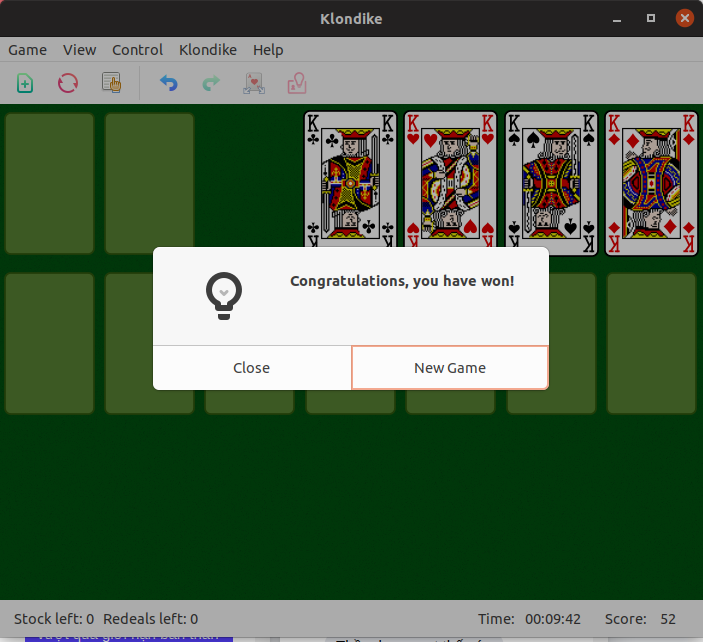 Klondike
Game View Control Klondike Help
K K K K K K K K
Congratulations, you have won!
Close New Game
Stock left: 0 Redeals left: 0 Time: 00:09:42 Score: 52